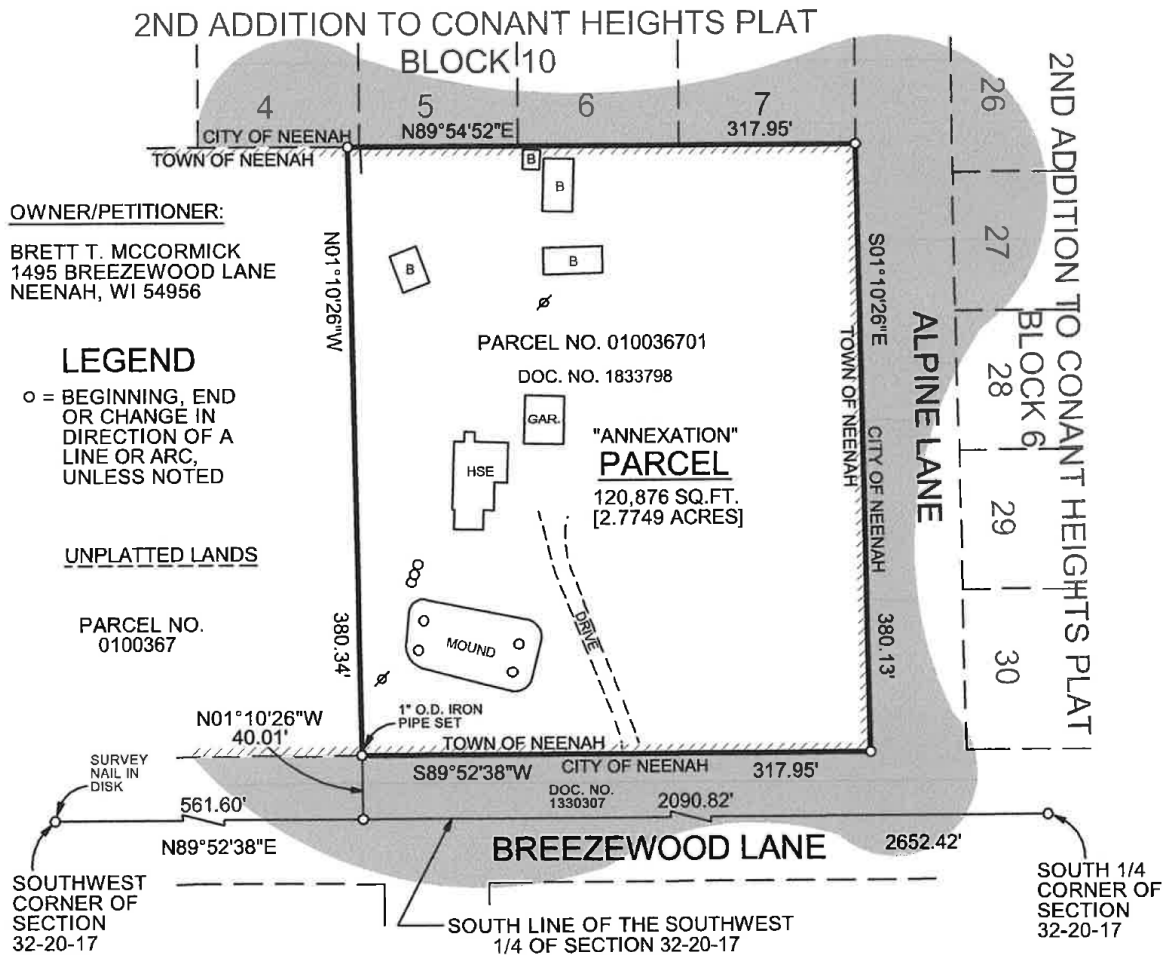 2ND ADDITION TO CONANT HEIGHTS PLAT
BLOCK 10
4
5
6
7
CITY OF NEENAH
TOWN OF NEENAH
N89°54'52"E
317.95'
OWNER/PETITIONER:
BRETT T. MCCORMICK
1495 BREEZEWOOD LANE
NEENAH, WI 54956
LEGEND
o = BEGINNING, END
OR CHANGE IN
DIRECTION OF A
LINE OR ARC,
UNLESS NOTED
UNPLATTED LANDS
PARCEL NO.
0100367
N01°10'26"W
380.34'
B
B
B
B
PARCEL NO. 010036701
DOC. NO. 1833798
GAR.
HSE
"ANNEXATION"
PARCEL
120,876 SQ.FT.
[2.7749 ACRES]
DRIVE
MOUND
S01°10'26"E
TOWN OF NEENAH
CITY OF NEENAH
380.13'
ALPINE LANE
2ND ADDITION TO CONANT HEIGHTS PLAT
BLOCK 6
26
27
28
29
30
N01°10'26"W
40.01'
1" O.D. IRON
PIPE SET
TOWN OF NEENAH
S89°52'38"W
CITY OF NEENAH
317.95'
SURVEY
NAIL IN
DISK
561.60'
DOC. NO.
1330307
2090.82'
N89°52'38"E
BREEZEWOOD LANE
2652.42'
SOUTHWEST
CORNER OF
SECTION
32-20-17
SOUTH LINE OF THE SOUTHWEST
1/4 OF SECTION 32-20-17
SOUTH 1/4
CORNER OF
SECTION
32-20-17